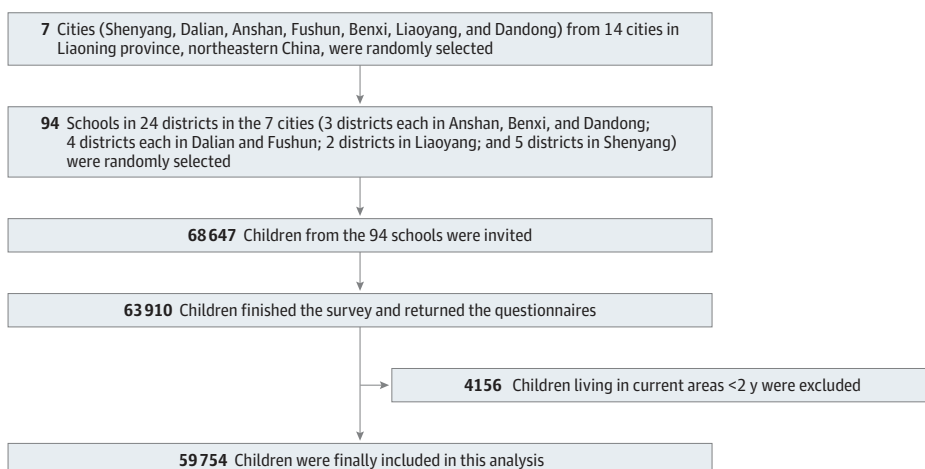 7 Cities (Shenyang, Dalian, Anshan, Fushun, Benxi, Liaoyang, and Dandong) from 14 cities in
Liaoning province, northeastern China, were randomly selected
94 Schools in 24 districts in the 7 cities (3 districts each in Anshan, Benxi, and Dandong;
4 districts each in Dalian and Fushun; 2 districts in Liaoyang; and 5 districts in Shenyang)
were randomly selected
68 647 Children from the 94 schools were invited
63 910 Children finished the survey and returned the questionnaires
4156 Children living in current areas <2 y were excluded
59 754 Children were finally included in this analysis